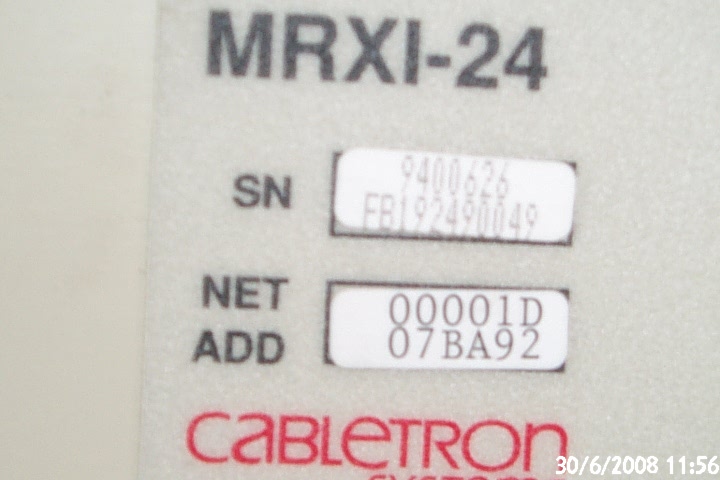 MRXI-24
SN
9400626
FB192490049
NET
ADD
00001D
07BA92
CABLETRON
30/6/2008 11:56